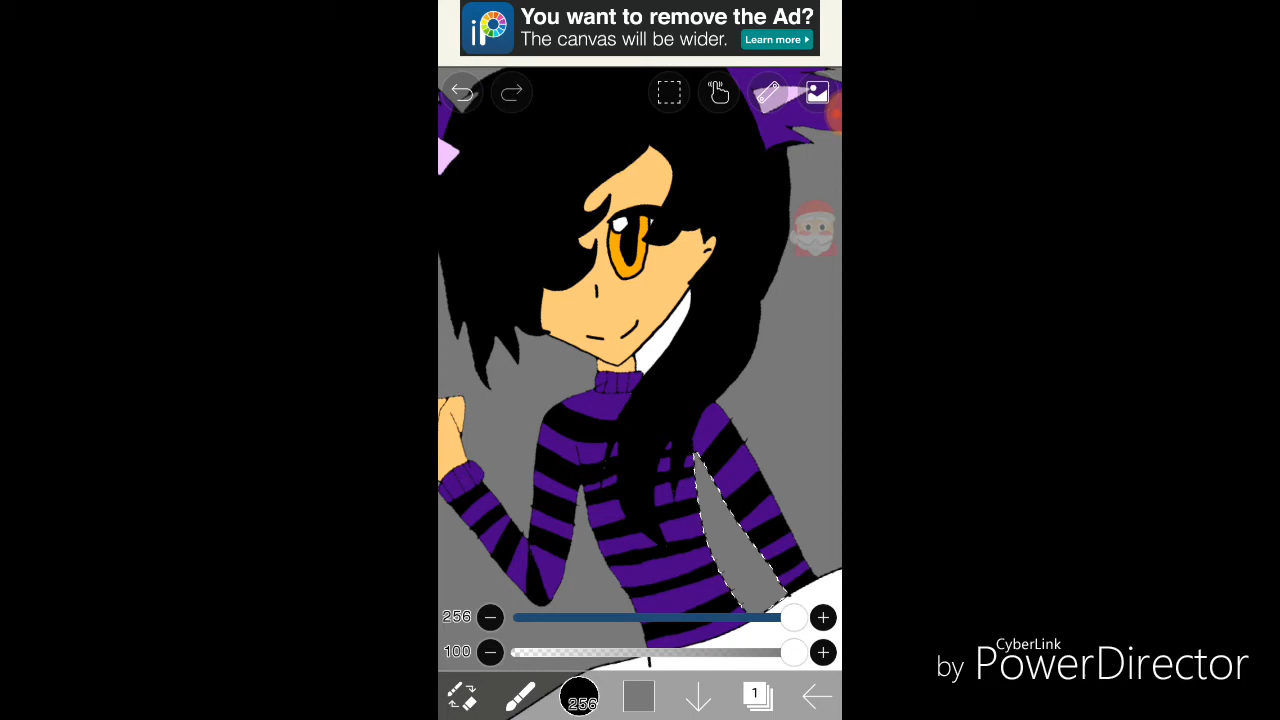 iP
You want to remove the Ad?
The canvas will be wider.
Learn more
256
100
256
1
CyberLink
by PowerDirector